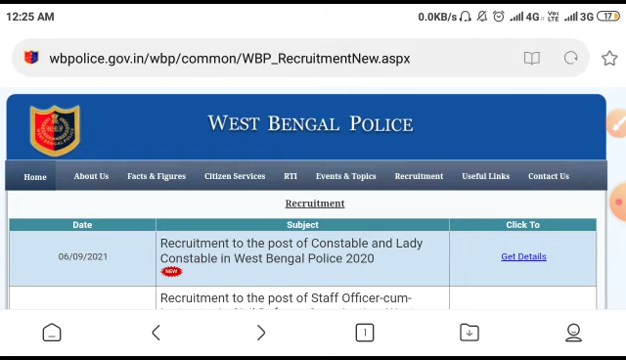 12:25 AM 0.0KB/s 4G VoLTE 3G 17
wbpolice.gov.in/wbp/common/WBP_RecruitmentNew.aspx
WEST BENGAL POLICE
Home About Us Facts & Figures Citizen Services RTI Events & Topics Recruitment Useful Links Contact Us
Recruitment
Date Subject Click To
06/09/2021 Recruitment to the post of Constable and Lady Get Details
Constable in West Bengal Police 2020
NEW
Recruitment to the post of Staff Officer-cum-
1